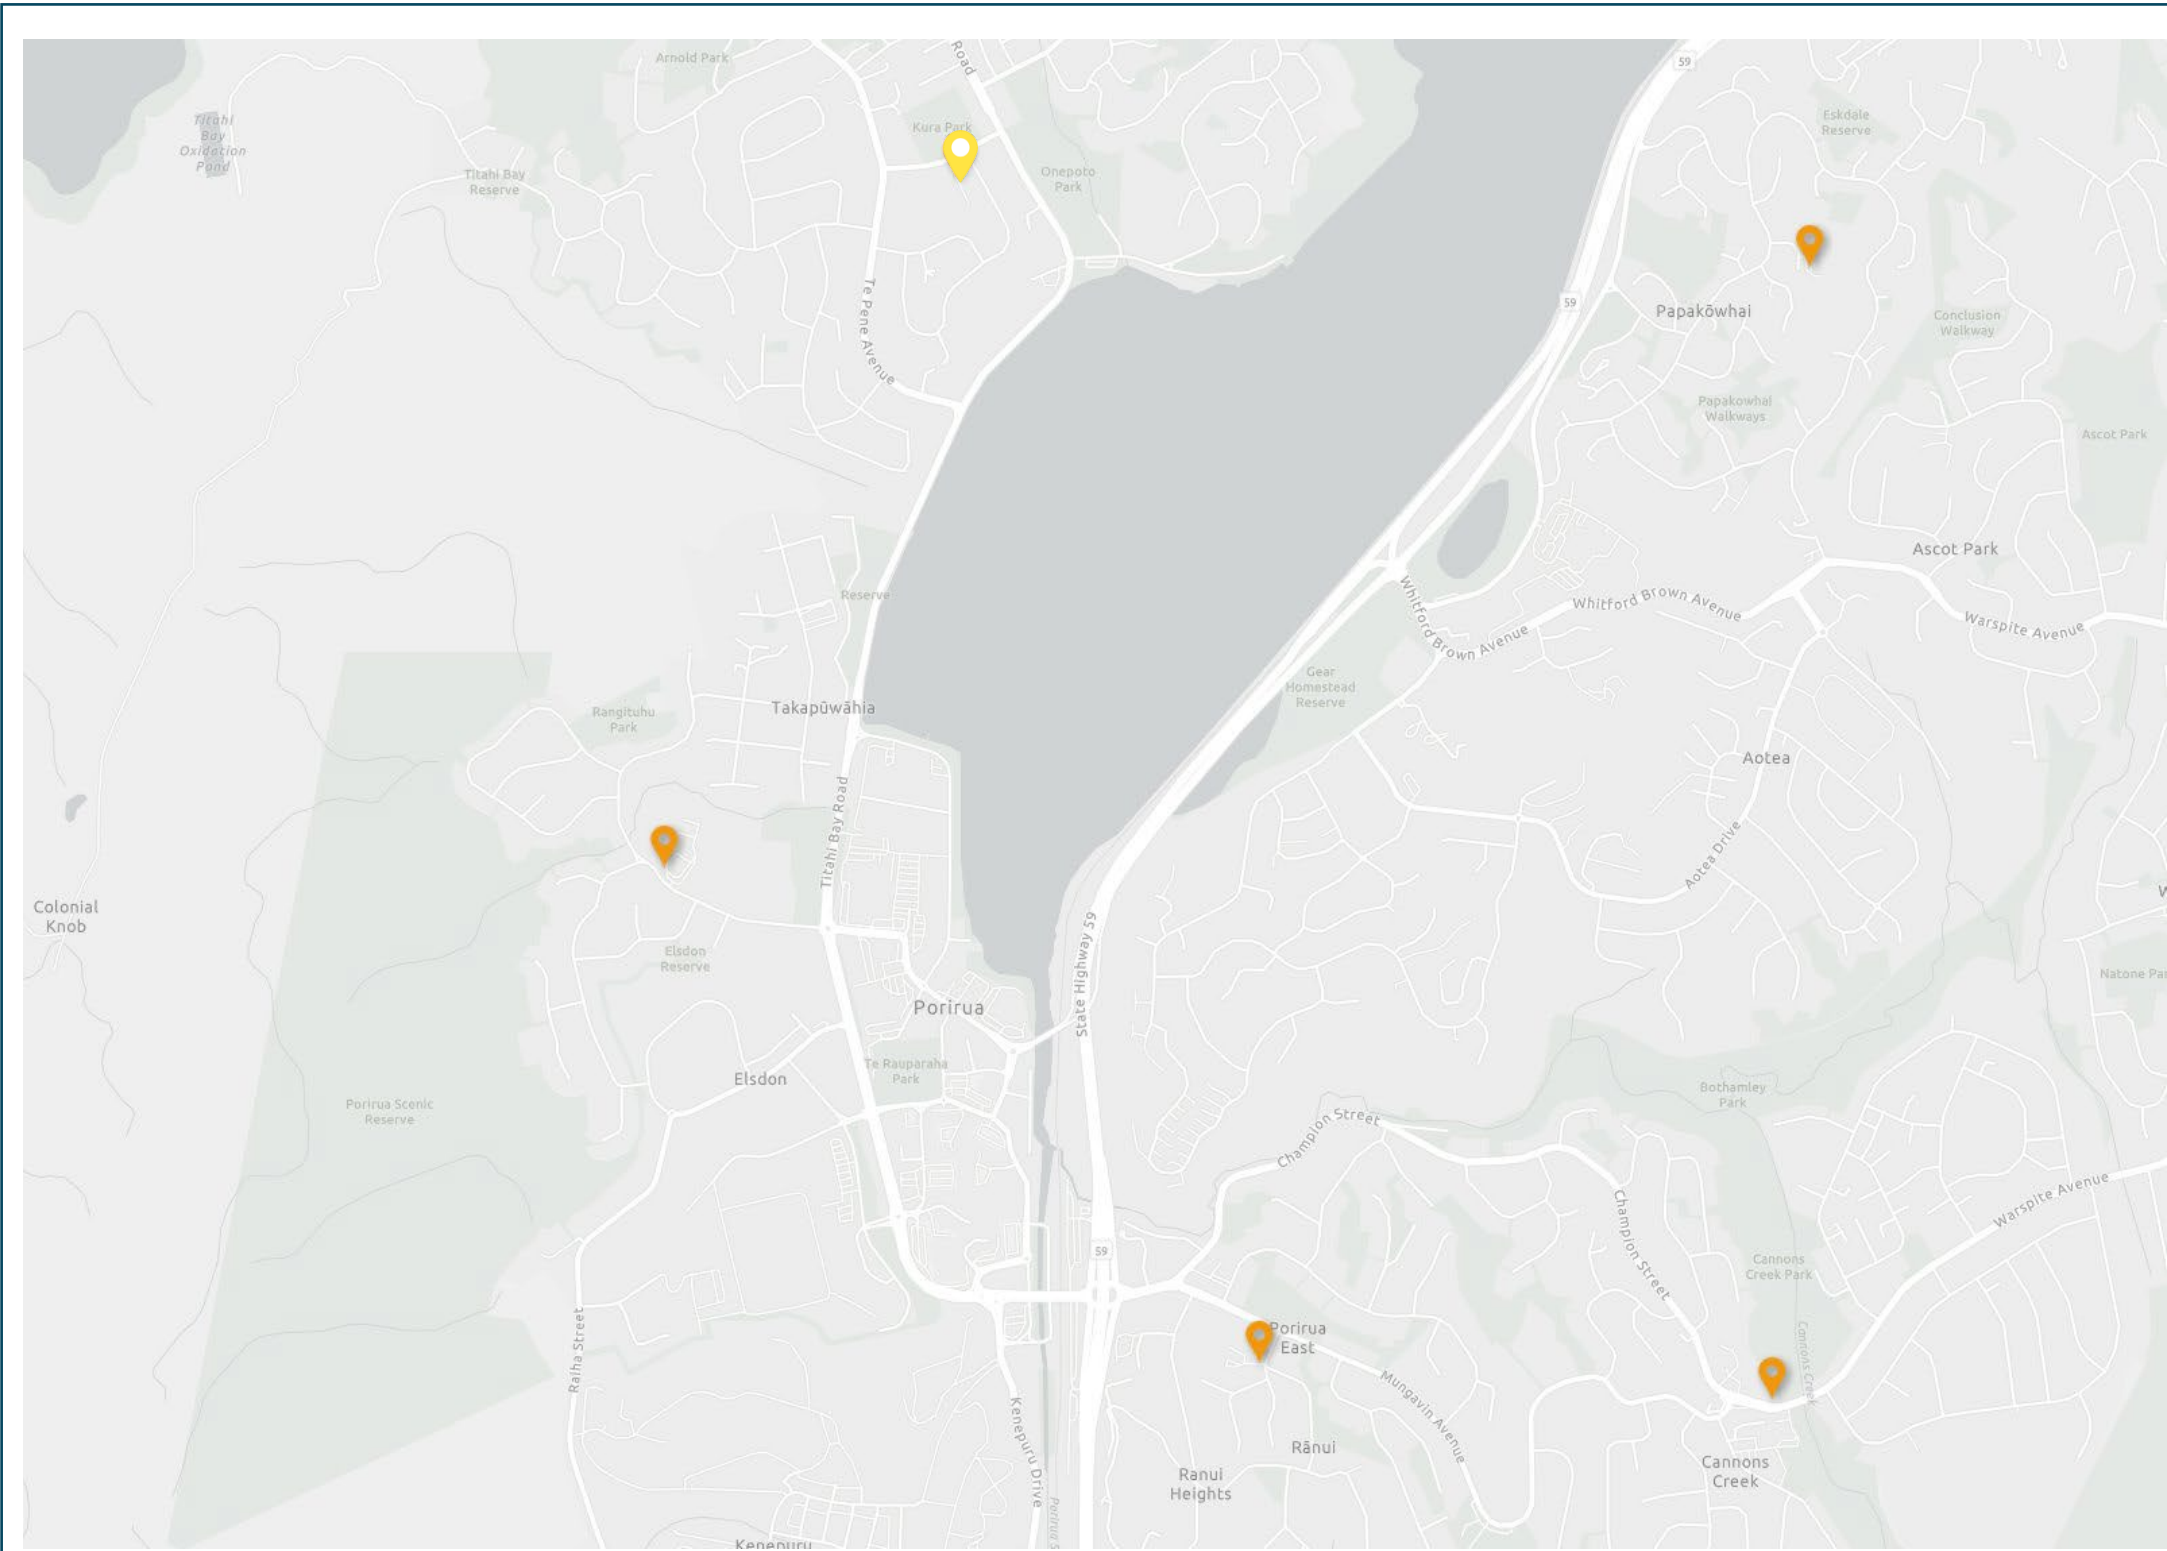 Arnold Park
Road
59
Titahi
Bay
Oxidation
Pond
Kura Park
Eskdale
Reserve
Titahi Bay
Reserve
Onepoto
Park
Te Pene Avenue
59
Papakōwhai
Conclusion
Walkway
Papakowhai
Walkways
Ascot Park
Ascot Park
Reserve
Whitford Brown Avenue
Whitford Brown Avenue
Warspite Avenue
Gear
Homestead
Reserve
Rangituhu
Park
Takapūwāhia
Aotea
Titahi Bay Road
Aotea Drive
Colonial
Knob
Elsdon
Reserve
State Highway 59
Natone Par
Porirua
Te Rauparaha
Park
Elsdon
Bothamley
Park
Porirua Scenic
Reserve
Champion Street
Champion Street
Warspite Avenue
59
Cannons
Creek Park
Raiha Street
Porirua
East
Cannons Creek
Mungavin Avenue
Kenepuru Drive
Rānui
Ranui
Heights
Cannons
Creek
Porirua S
Kenepuru